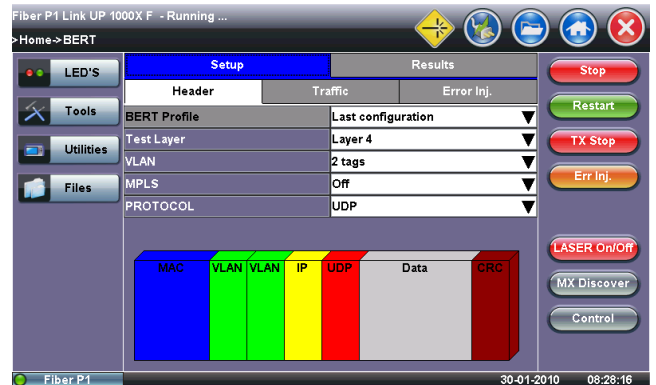 Fiber P1 Link UP 1000X F - Running ...
>Home->BERT
LED'S
Tools
Utilities
Files
Setup Results
Header Traffic Error Inj.
BERT Profile Last configuration
Test Layer Layer 4
VLAN 2 tags
MPLS Off
PROTOCOL UDP
MAC VLAN VLAN IP UDP Data CRC
Stop
Restart
TX Stop
Err Inj.
LASER On/Off
MX Discover
Control
Fiber P1 30-01-2010 08:28:16